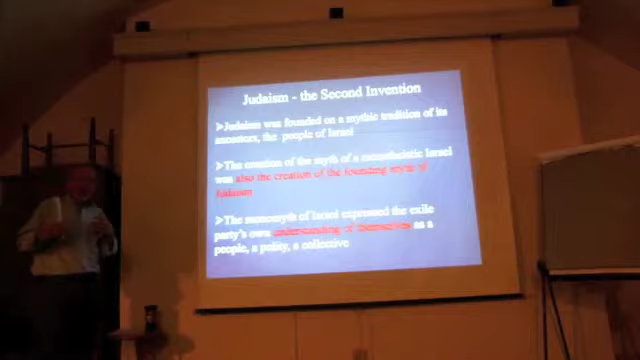 Judaism - the Second Invention
➢Judaism was founded on a mythic tradition of its
ancestors, the people of Israel
➢The creation of the myth of a monotheistic Israel
was also the creation of the founding myth of
Judaism
➢The monomyth of Israel expressed the exile
party's own understanding of themselves as a
people, a polity, a collective